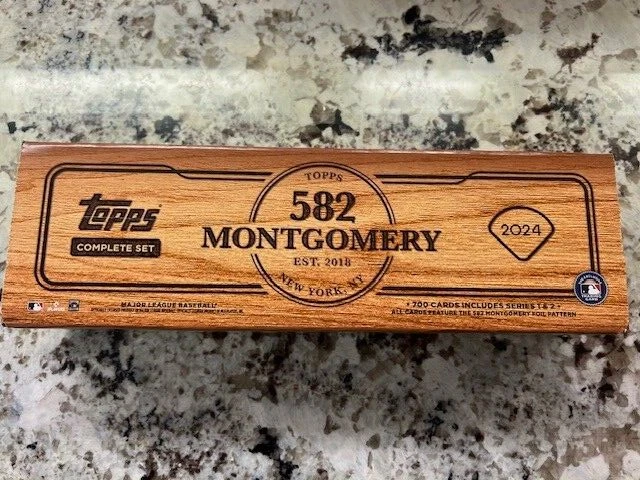 TOPPS
582
MONTGOMERY
EST. 2018
NEW YORK, NY
Topps
COMPLETE SET
2024
MAJOR LEAGUE BASEBALL
• 700 CARDS INCLUDES SERIES 1 & 2 •
ALL CARDS FEATURE THE 582 MONTGOMERY FOIL PATTERN